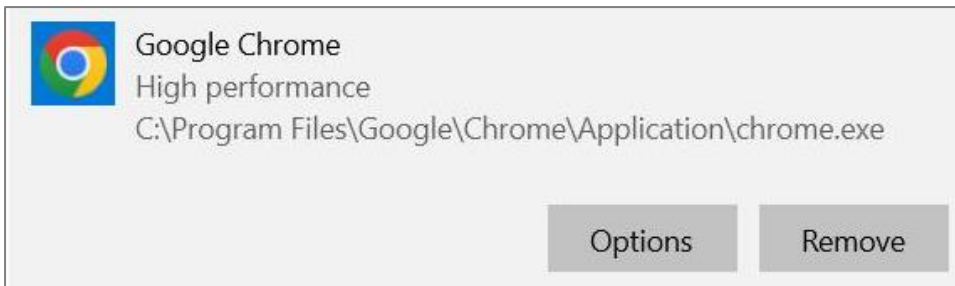 Google Chrome
High performance
C:\Program Files\Google\Chrome\Application\chrome.exe
Options
Remove